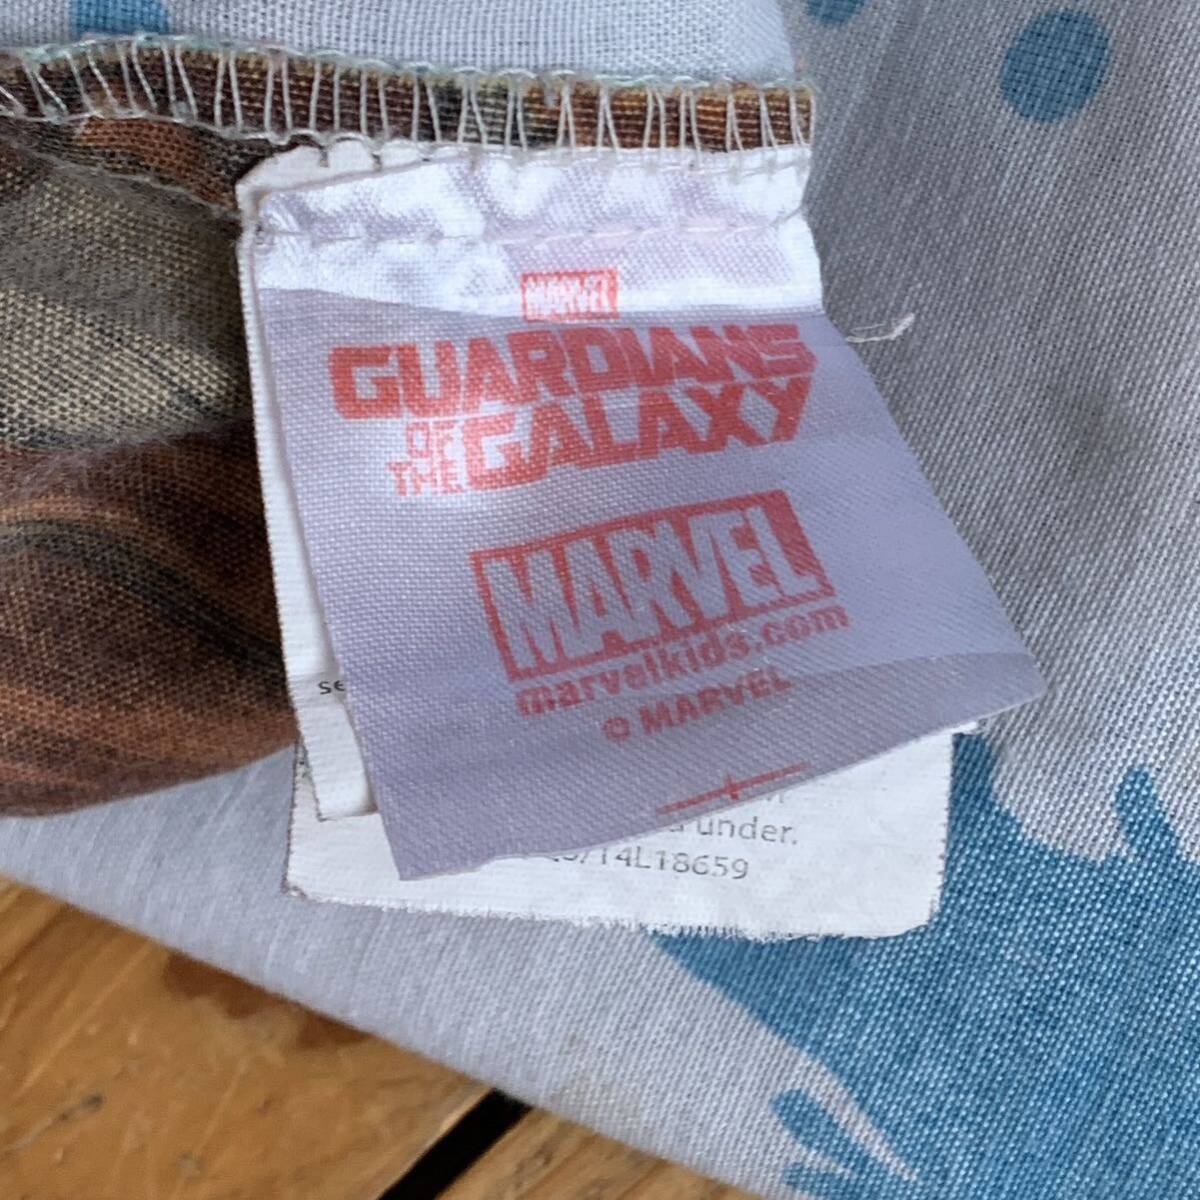 MARVEL
GUARDIANS
OF
THE GALAXY
MARVEL
marvelkids.com
© MARVEL
under.
/14L18659